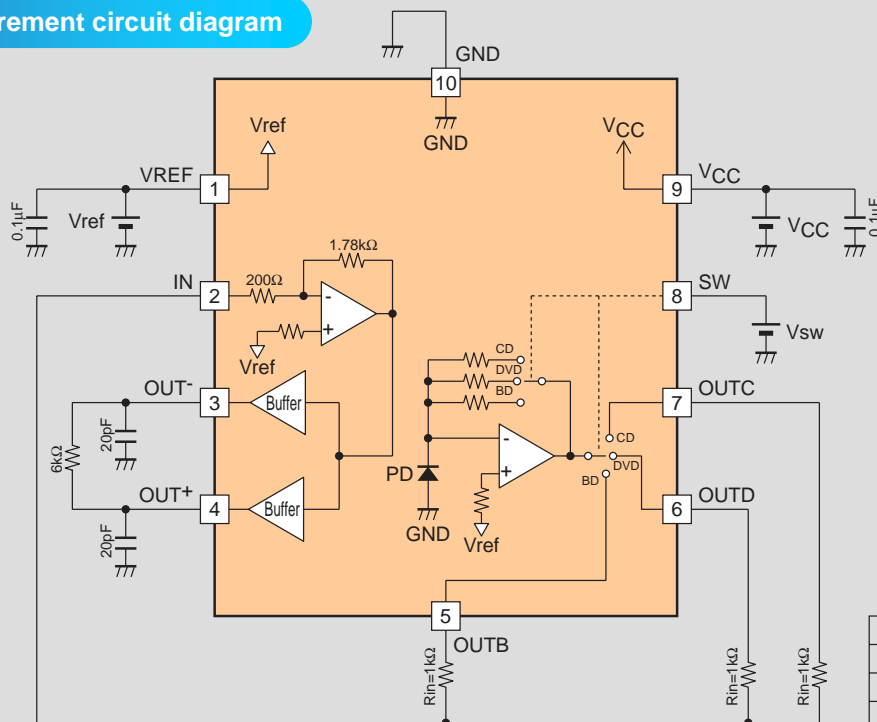 rement circuit diagram
GND
10
GND
Vref
VCC
VREF
1
9
VCC
0.1µF
Vref
VCC
0.1µF
1.78kΩ
IN
2
200Ω
-
+
Vref
8
SW
Vsw
CD
DVD
BD
OUT-
3
Buffer
7
OUTC
20pF
6kΩ
-
+
CD
DVD
BD
PD
GND
Vref
OUT+
4
Buffer
6
OUTD
20pF
5
OUTB
Rin=1kΩ
Rin=1kΩ
Rin=1kΩ